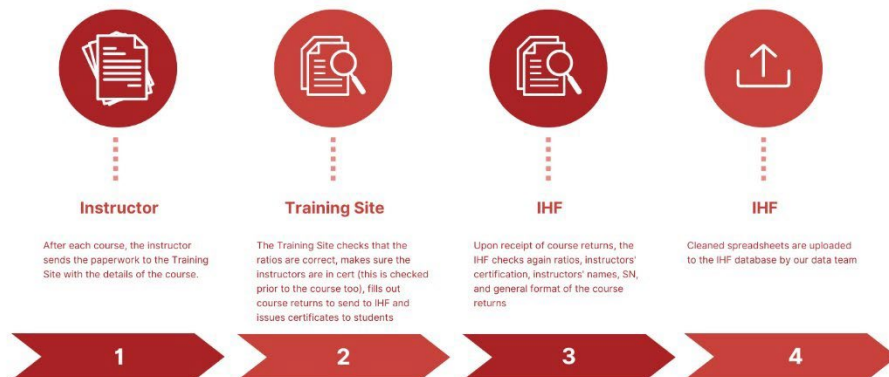 Instructor
After each course, the instructor
sends the paperwork to the Training
Site with the details of the course.
1
Training Site
The Training Site checks that the
ratios are correct, makes sure the
instructors are in cert (this is checked
prior to the course too), fills out
course returns to send to IHF and
issues certificates to students
2
IHF
Upon receipt of course returns, the
IHF checks again ratios, instructors'
certification, instructors' names, SN,
and general format of the course
returns
3
IHF
Cleaned spreadsheets are uploaded
to the IHF database by our data team
4